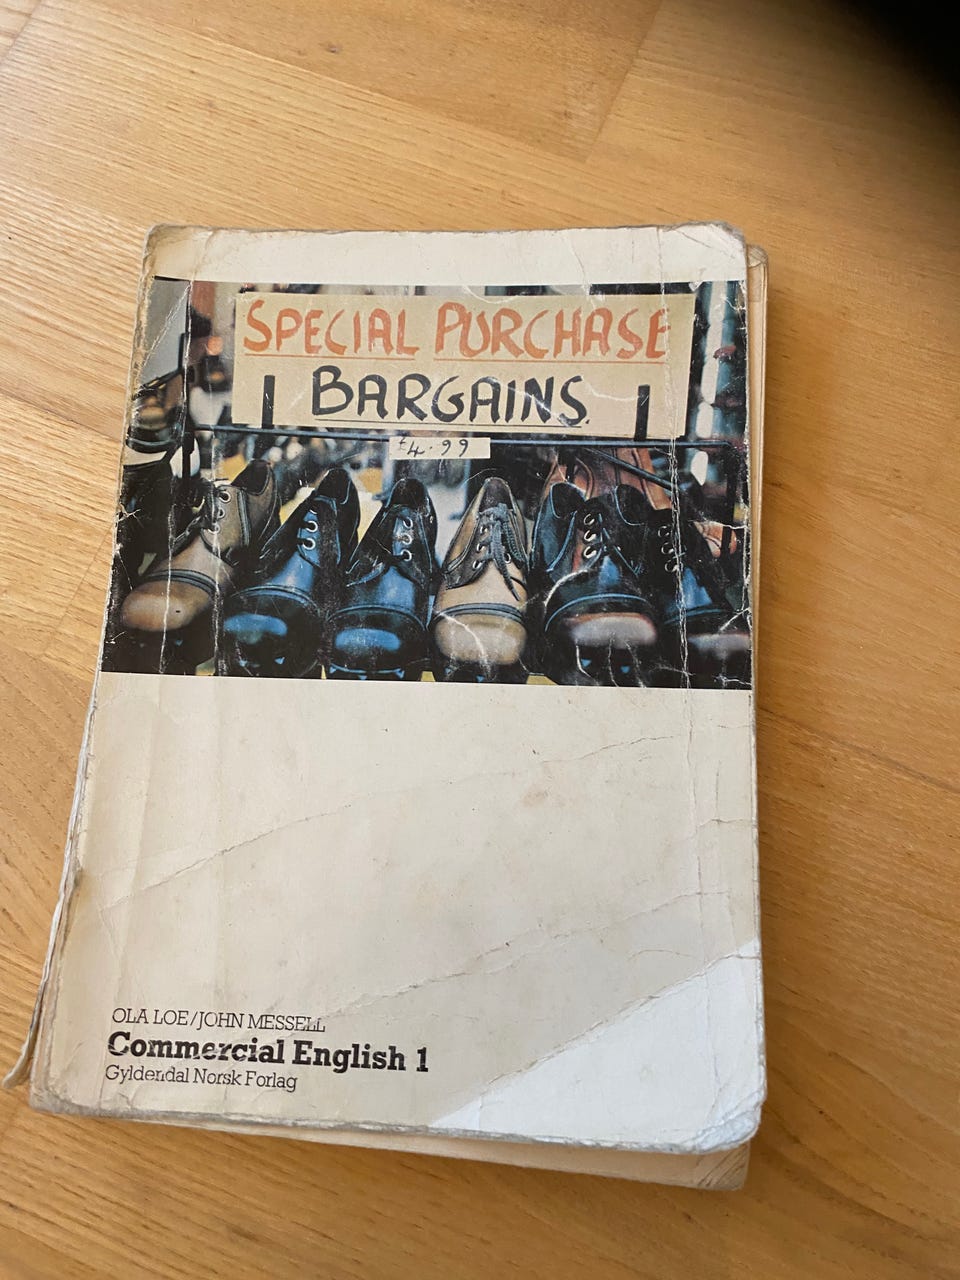 SPECIAL PURCHASE
BARGAINS.
£4.99
OLA LOE/JOHN MESSELL
Commercial English 1
Gyldendal Norsk Forlag